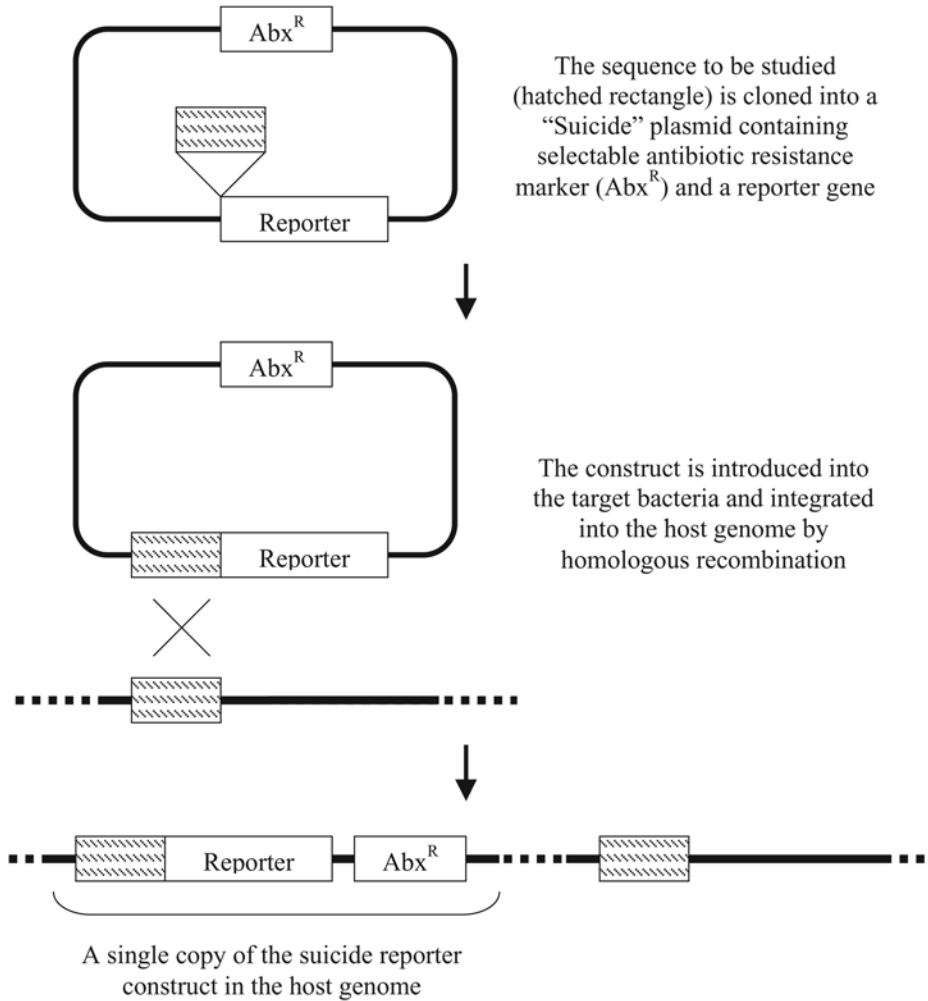 Abx^R
The sequence to be studied
(hatched rectangle) is cloned into a
“Suicide” plasmid containing
selectable antibiotic resistance
marker (Abx^R) and a reporter gene
Reporter
Abx^R
The construct is introduced into
the target bacteria and integrated
into the host genome by
homologous recombination
Reporter
Reporter
Abx^R
A single copy of the suicide reporter
construct in the host genome